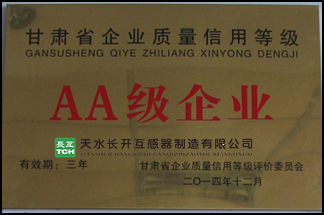 甘肃省企业质量信用等级
GANSUSHENG QIYE ZHILIANG XINYONG DENGJI
AA级企业
长互
TCH
天水长开互感器制造有限公司
有效期：三年
甘肃省企业质量信用等级评价委员会
二〇一四年十二月